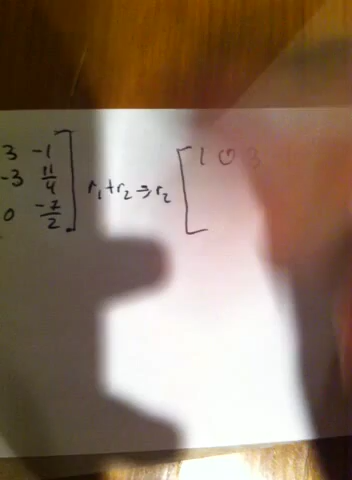 3 -1 ] [ 1 0 3
-3 11/4 r₁+r₂⇒r₂
0 -7/2